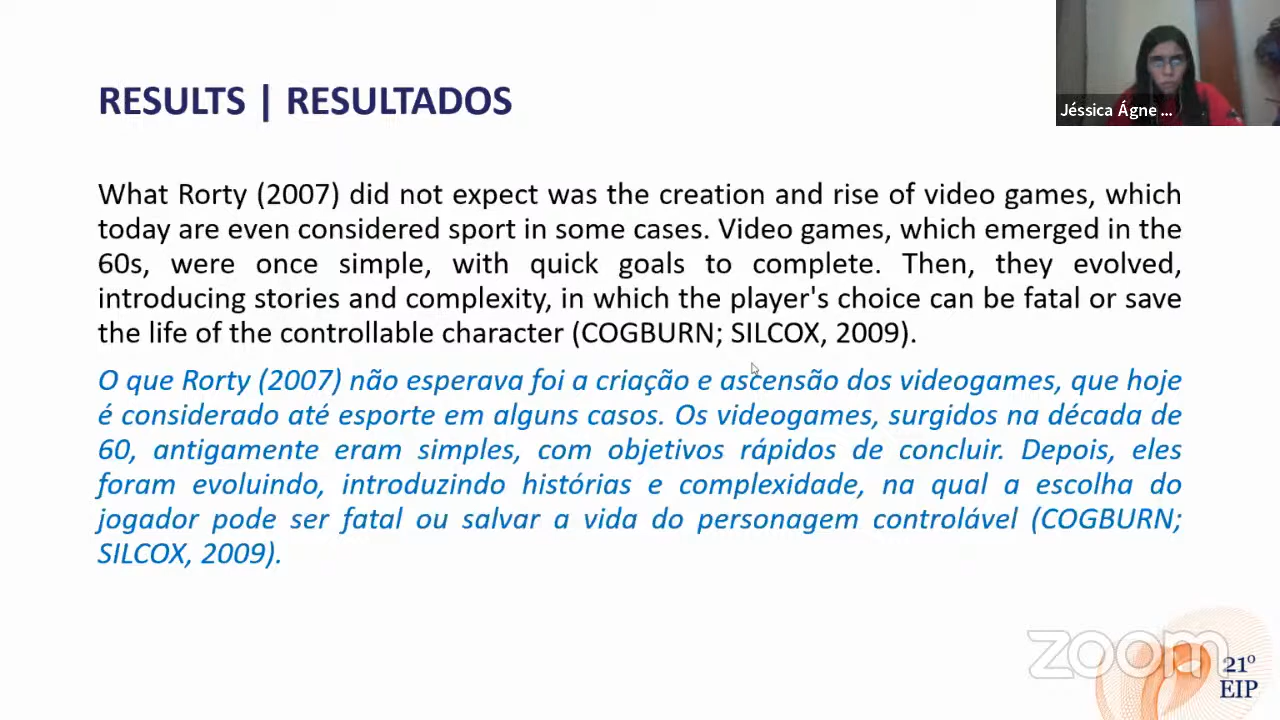 RESULTS | RESULTADOS
Jéssica Ágne ...
What Rorty (2007) did not expect was the creation and rise of video games, which
today are even considered sport in some cases. Video games, which emerged in the
60s, were once simple, with quick goals to complete. Then, they evolved,
introducing stories and complexity, in which the player's choice can be fatal or save
the life of the controllable character (COGBURN; SILCOX, 2009).
O que Rorty (2007) não esperava foi a criação e ascensão dos videogames, que hoje
é considerado até esporte em alguns casos. Os videogames, surgidos na década de
60, antigamente eram simples, com objetivos rápidos de concluir. Depois, eles
foram evoluindo, introduzindo histórias e complexidade, na qual a escolha do
jogador pode ser fatal ou salvar a vida do personagem controlável (COGBURN;
SILCOX, 2009).
zoom
21º
EIP